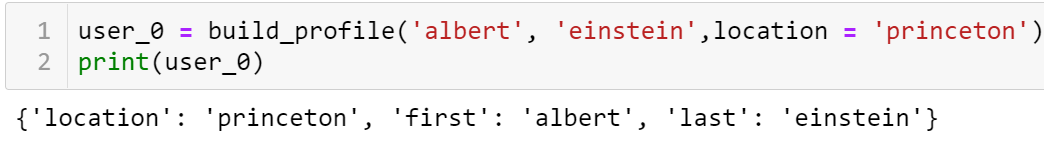 1 user_0 = build_profile('albert', 'einstein',location = 'princeton')
2 print(user_0)
{'location': 'princeton', 'first': 'albert', 'last': 'einstein'}